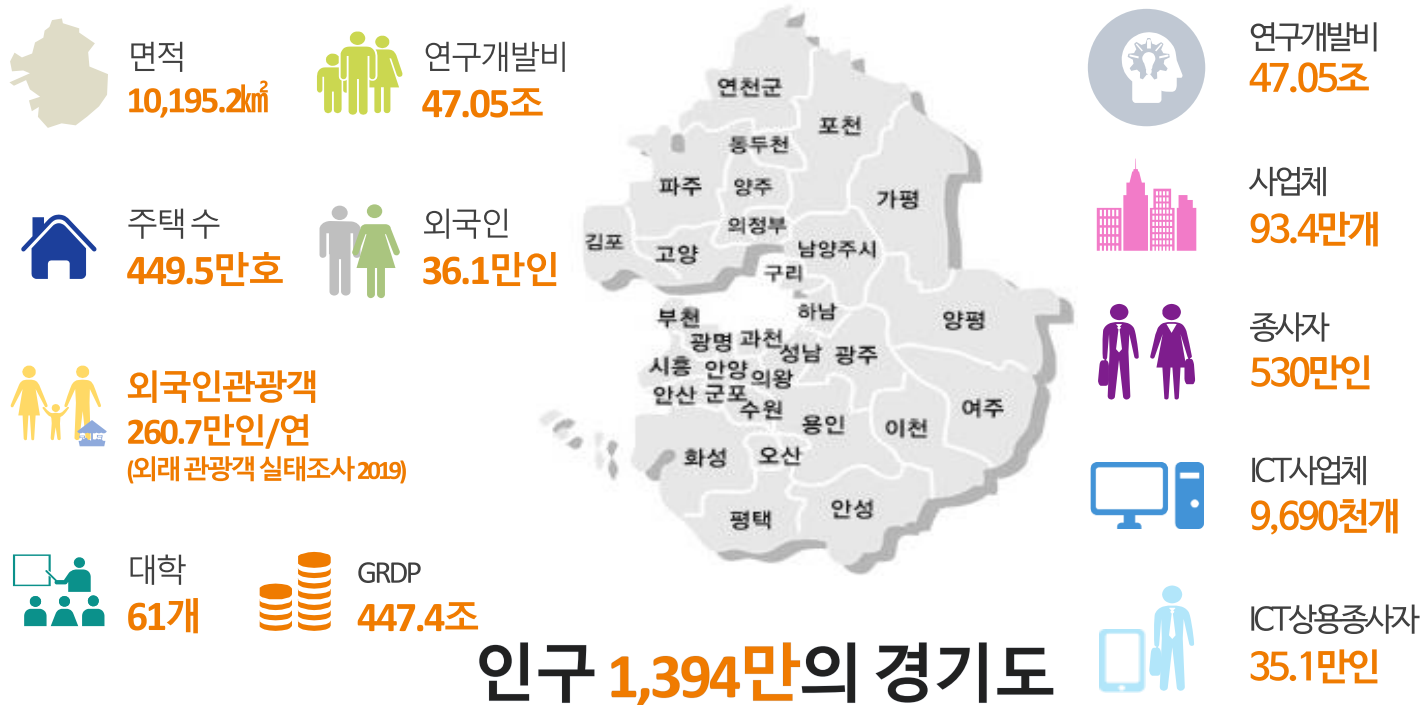 면적
10,195.2㎢
연구개발비
47.05조
주택 수
449.5만호
외국인
36.1만인
외국인관광객
260.7만인/연
(외래 관광객 실태조사 2019)
대학
61개
GRDP
447.4조
연천군
포천
동두천
파주
양주
가평
의정부
김포
고양
남양주시
구리
하남
부천
양평
광명
과천
성남
광주
시흥
안양
의왕
안산
군포
수원
여주
용인
이천
화성
오산
평택
안성
인구 1,394만의 경기도
연구개발비
47.05조
사업체
93.4만개
종사자
530만인
ICT사업체
9,690천개
ICT상용종사자
35.1만인